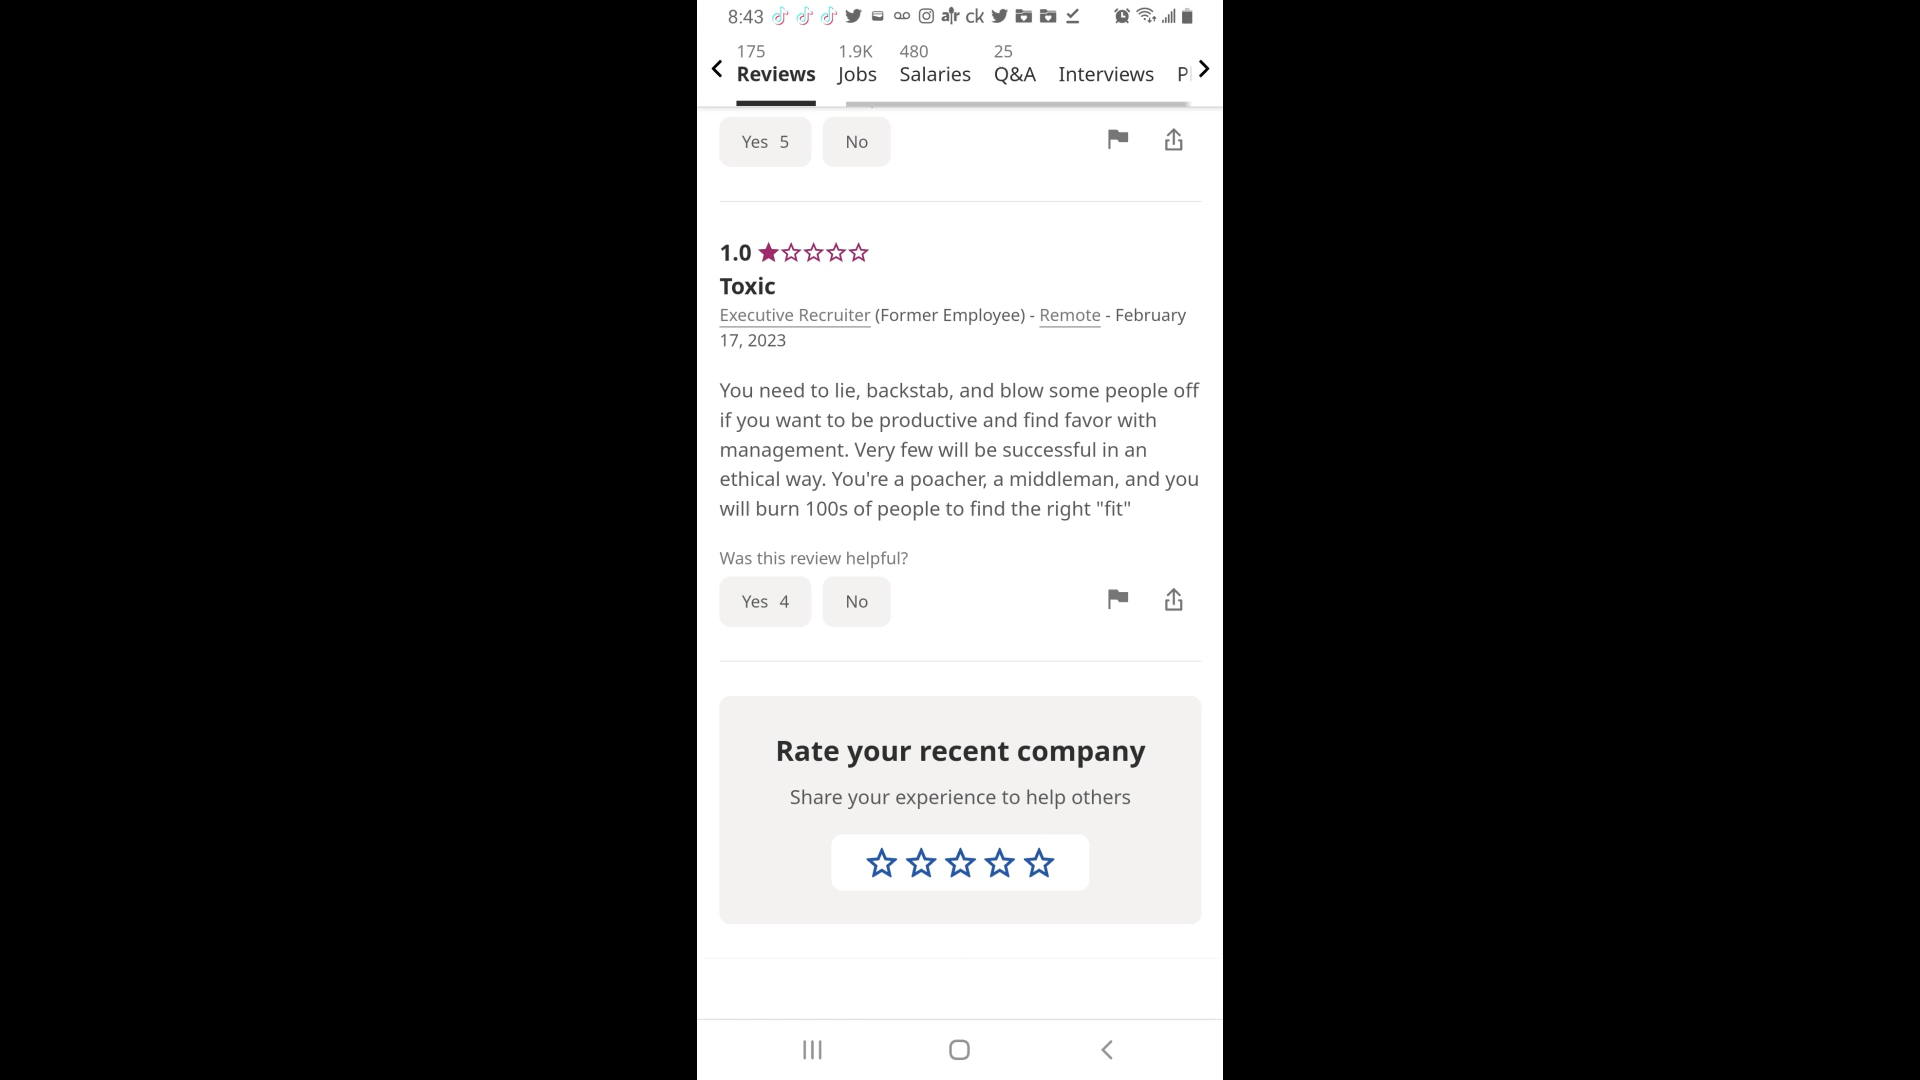 8:43
175
1.9K
480
25
Reviews
Jobs
Salaries
Q&A
Interviews
P
Yes 5
No
1.0
Toxic
Executive Recruiter (Former Employee) - Remote - February
17, 2023
You need to lie, backstab, and blow some people off
if you want to be productive and find favor with
management. Very few will be successful in an
ethical way. You're a poacher, a middleman, and you
will burn 100s of people to find the right "fit"
Was this review helpful?
Yes 4
No
Rate your recent company
Share your experience to help others